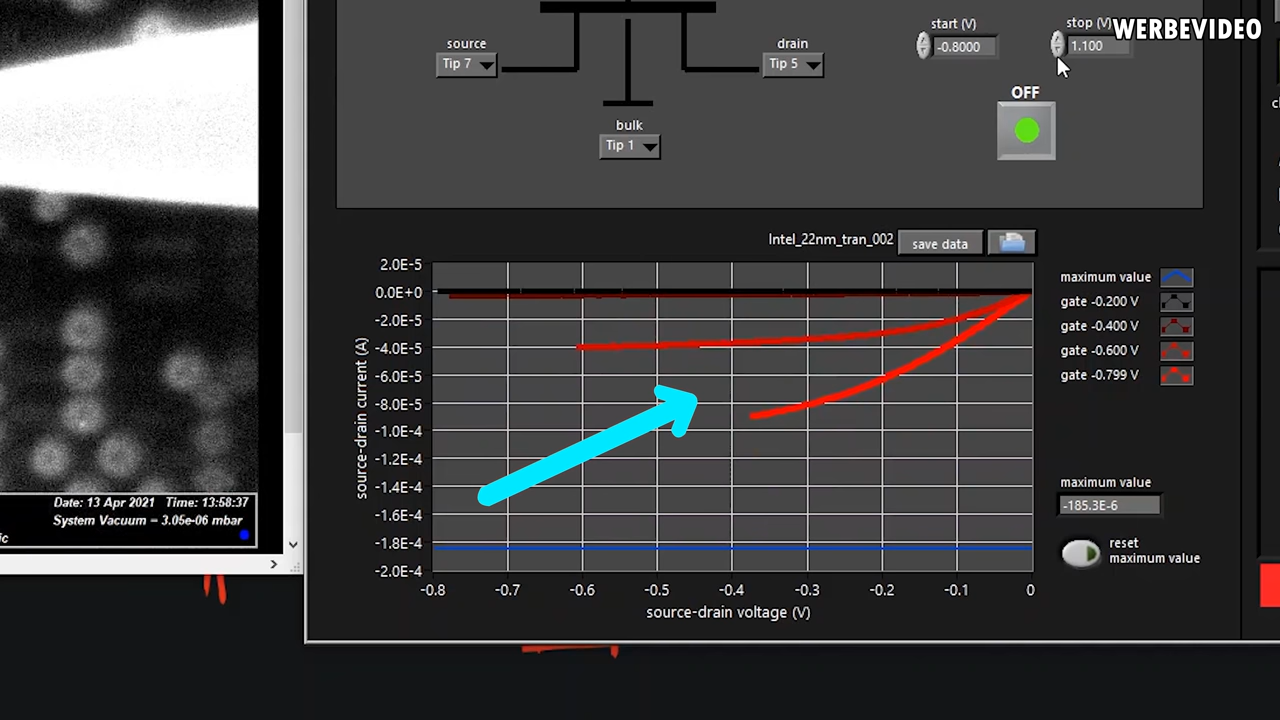 WERBEVIDEO
start (V)
stop (V)
-0.8000
1.100
source
drain
Tip 7
Tip 5
OFF
bulk
Tip 1
Intel_22nm_tran_002
save data
2.0E-5
0.0E+0
-2.0E-5
-4.0E-5
-6.0E-5
-8.0E-5
-1.0E-4
-1.2E-4
-1.4E-4
-1.6E-4
-1.8E-4
-2.0E-4
source-drain current (A)
-0.8
-0.7
-0.6
-0.5
-0.4
-0.3
-0.2
-0.1
0
source-drain voltage (V)
maximum value
gate -0.200 V
gate -0.400 V
gate -0.600 V
gate -0.799 V
maximum value
-185.3E-6
reset
maximum value
Date: 13 Apr 2021 Time: 13:58:37
System Vacuum = 3.05e-06 mbar